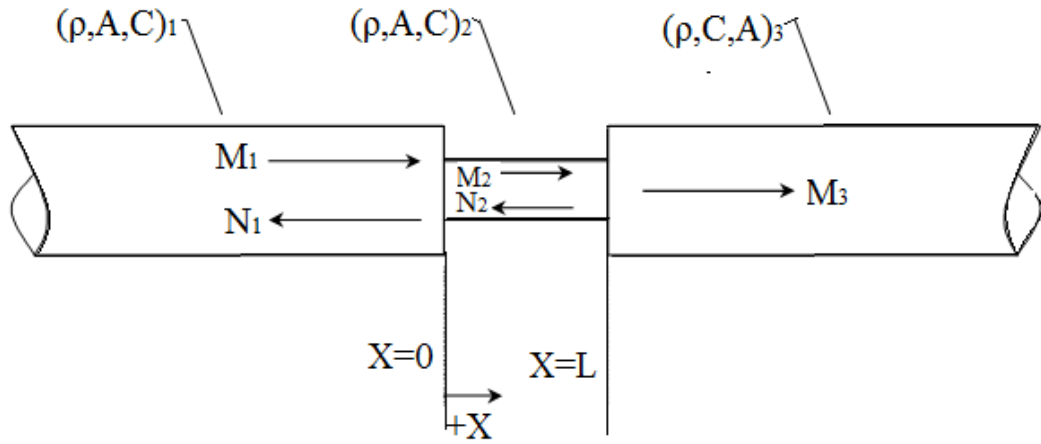 (ρ,A,C)1 (ρ,A,C)2 (ρ,C,A)3
M1 M2 M3
N1 N2
X=0 X=L
+X